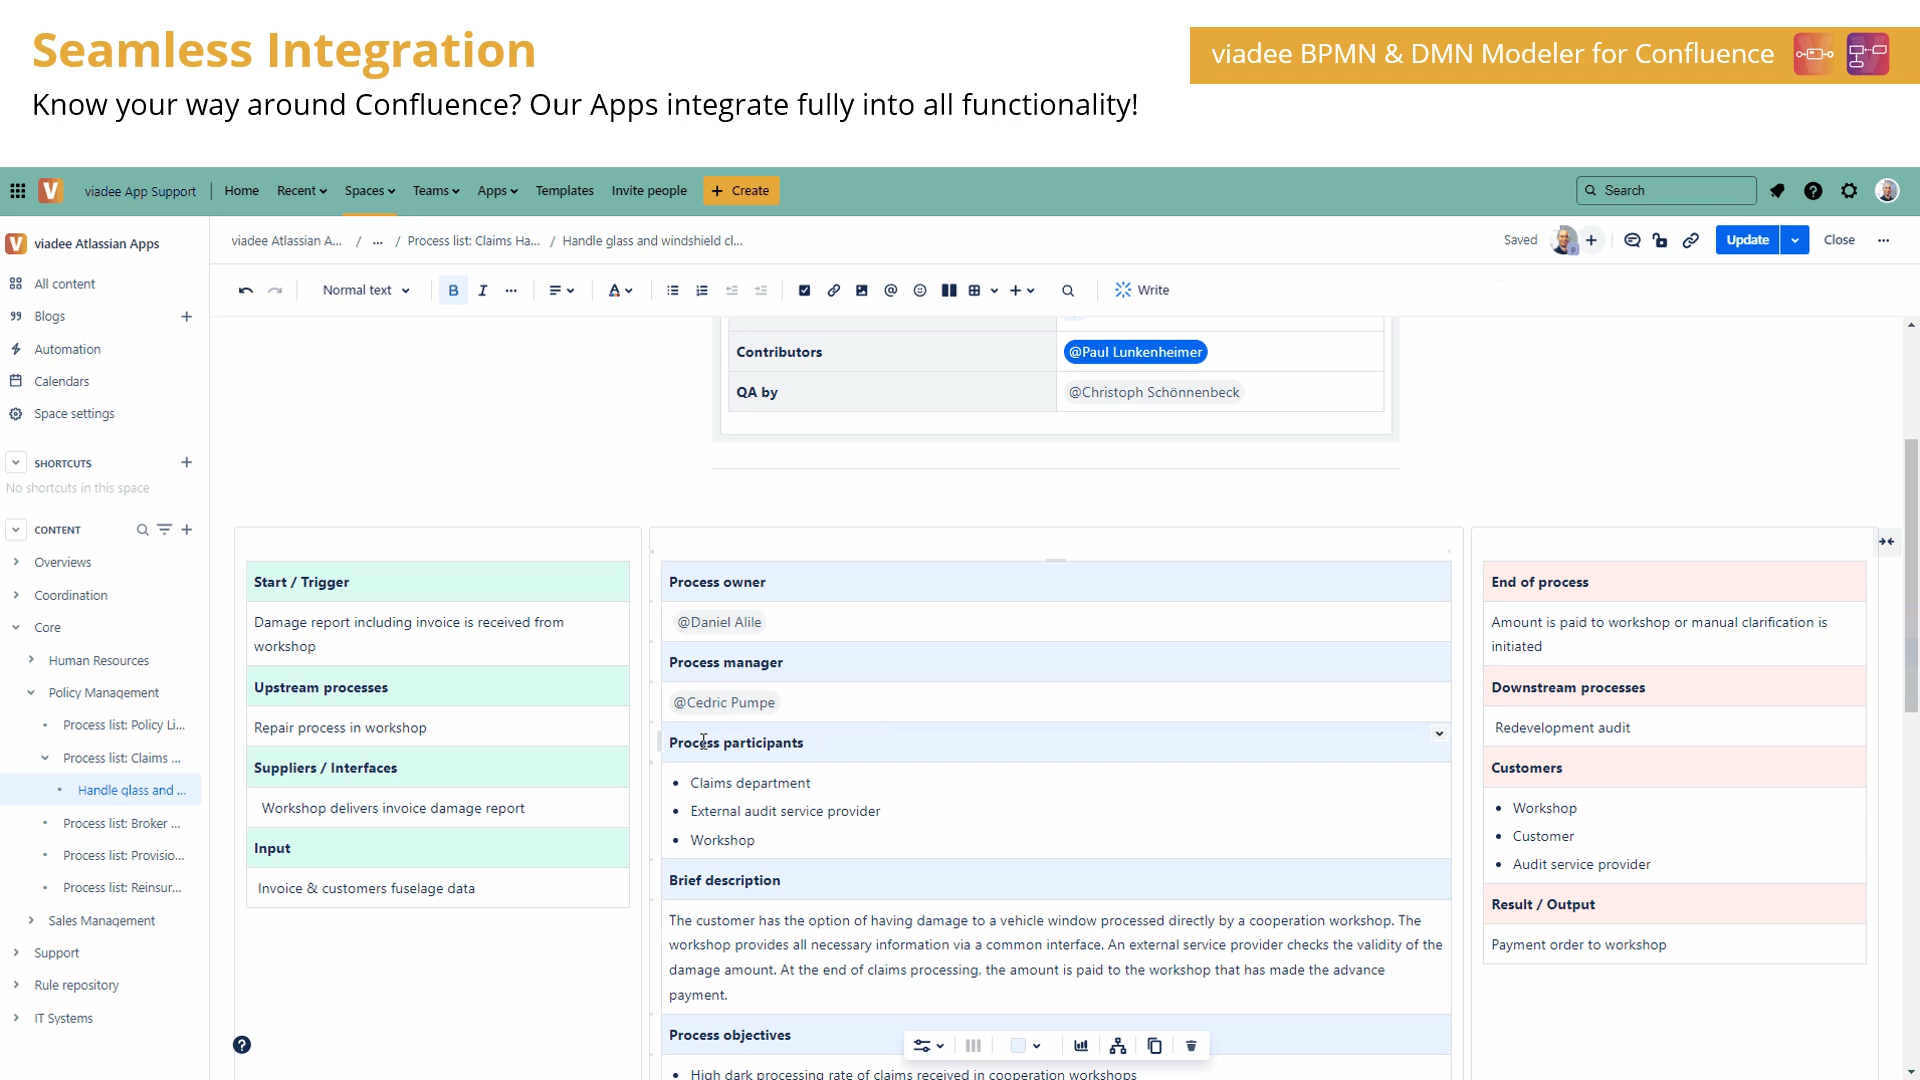 Seamless Integration
viadee BPMN & DMN Modeler for Confluence
Know your way around Confluence? Our Apps integrate fully into all functionality!
V viadee App Support Home Recent Spaces Teams Apps Templates Invite people + Create Search
V viadee Atlassian Apps
All content
Blogs
Automation
Calendars
Space settings
SHORTCUTS
No shortcuts in this space
CONTENT
Overviews
Coordination
Core
Human Resources
Policy Management
Process list: Policy Li...
Process list: Claims ...
Handle glass and ...
Process list: Broker ...
Process list: Provisio...
Process list: Reinsur...
Sales Management
Support
Rule repository
IT Systems
viadee Atlassian A... / ... / Process list: Claims Ha... / Handle glass and windshield cl...
Saved Update Close
Normal text B I A Write
Contributors @Paul Lunkenheimer
QA by @Christoph Schönnenbeck
Start / Trigger
Damage report including invoice is received from
workshop
Upstream processes
Repair process in workshop
Suppliers / Interfaces
Workshop delivers invoice damage report
Input
Invoice & customers fuselage data
Process owner
@Daniel Alile
Process manager
@Cedric Pumpe
Process participants
• Claims department
• External audit service provider
• Workshop
Brief description
The customer has the option of having damage to a vehicle window processed directly by a cooperation workshop. The
workshop provides all necessary information via a common interface. An external service provider checks the validity of the
damage amount. At the end of claims processing, the amount is paid to the workshop that has made the advance
payment.
Process objectives
• High dark processing rate of claims received in cooperation workshops
End of process
Amount is paid to workshop or manual clarification is
initiated
Downstream processes
Redevelopment audit
Customers
• Workshop
• Customer
• Audit service provider
Result / Output
Payment order to workshop